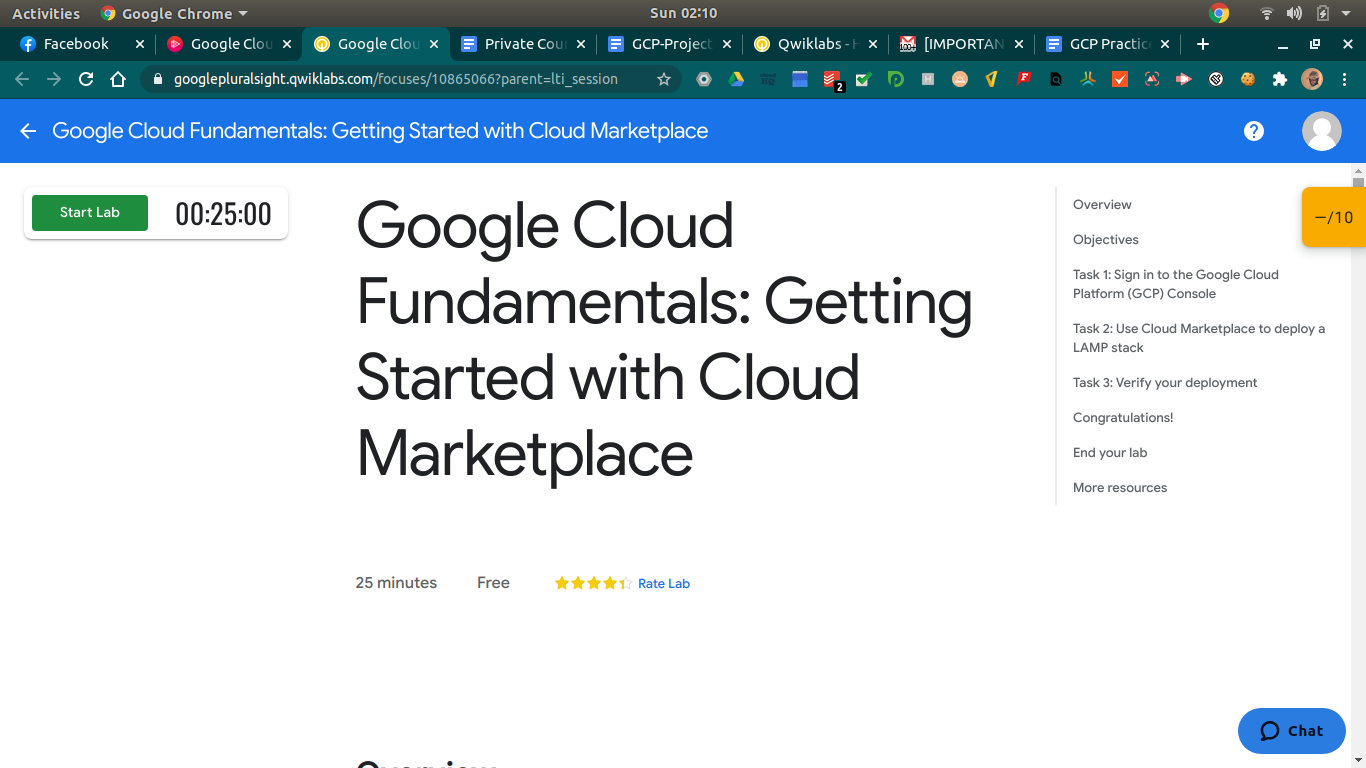 Activities
Google Chrome
Sun 02:10
Facebook
Google Clou
Google Clou
Private Cour
GCP-Project
Qwiklabs - H
[IMPORTAN
GCP Practice
googlepluralsight.qwiklabs.com/focuses/10865066?parent=lti_session
2
Google Cloud Fundamentals: Getting Started with Cloud Marketplace
Start Lab
00:25:00
Google Cloud
Fundamentals: Getting
Started with Cloud
Marketplace
25 minutes
Free
Rate Lab
Overview
Overview
Objectives
Task 1: Sign in to the Google Cloud
Platform (GCP) Console
Task 2: Use Cloud Marketplace to deploy a
LAMP stack
Task 3: Verify your deployment
Congratulations!
End your lab
More resources
—/10
Chat